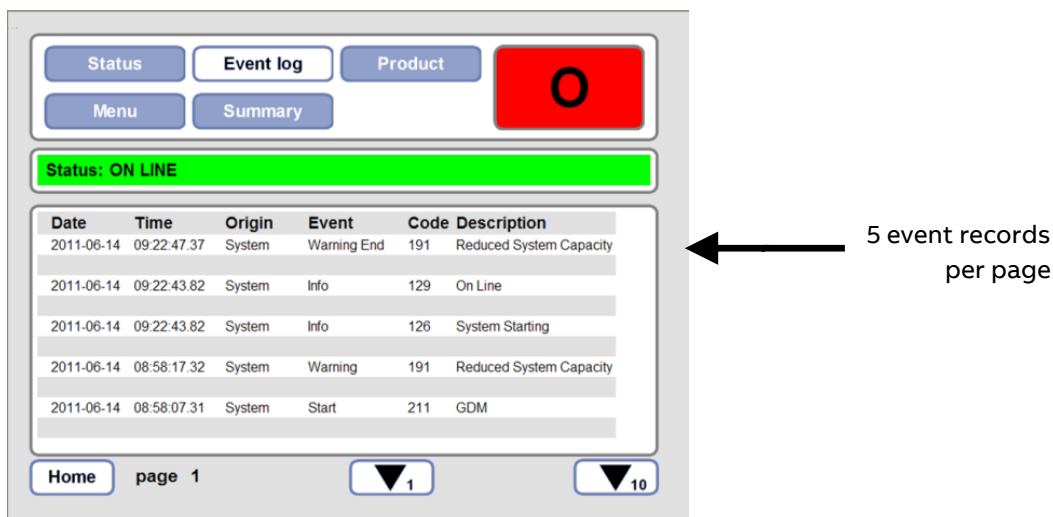 Status Event log Product
O
Menu Summary
Status: ON LINE
Date Time Origin Event Code Description
2011-06-14 09:22:47.37 System Warning End 191 Reduced System Capacity
2011-06-14 09:22:43.82 System Info 129 On Line
2011-06-14 09:22:43.82 System Info 126 System Starting
2011-06-14 08:58:17.32 System Warning 191 Reduced System Capacity
2011-06-14 08:58:07.31 System Start 211 GDM
Home page 1 1 10
5 event records
per page